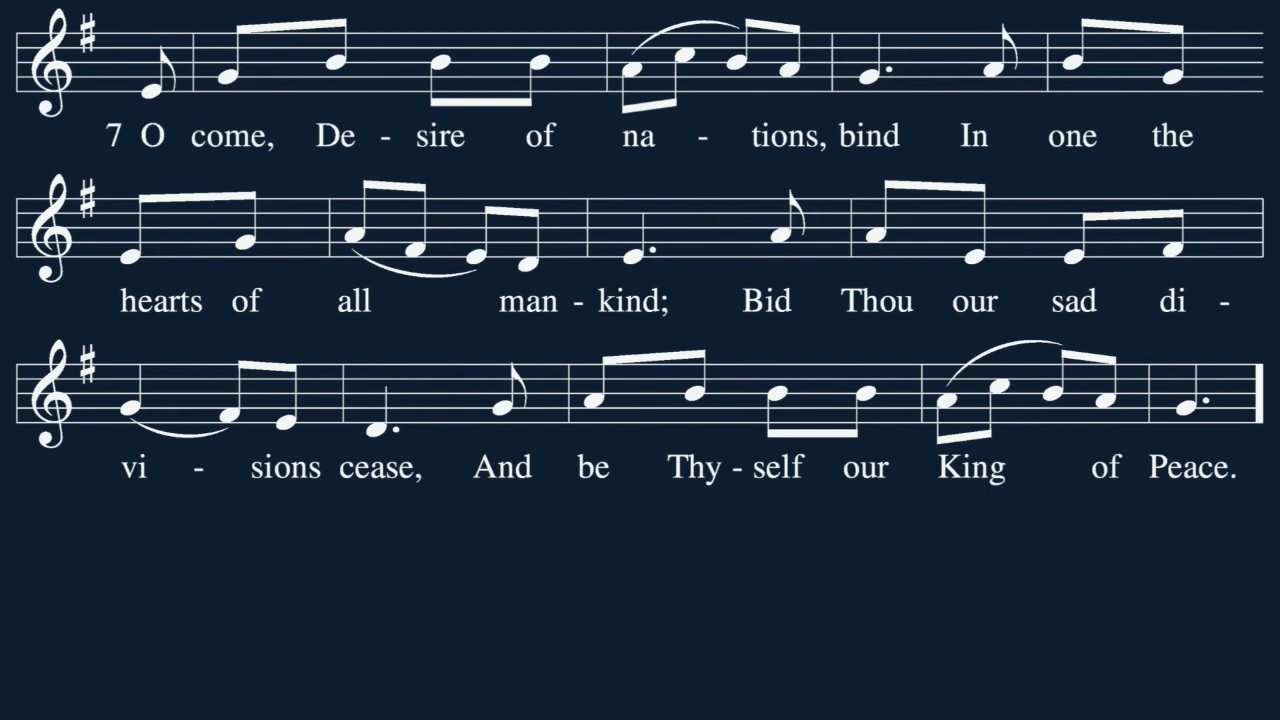 7 O come, De - sire of na - tions, bind In one the
hearts of all man - kind; Bid Thou our sad di -
vi - sions cease, And be Thy - self our King of Peace.